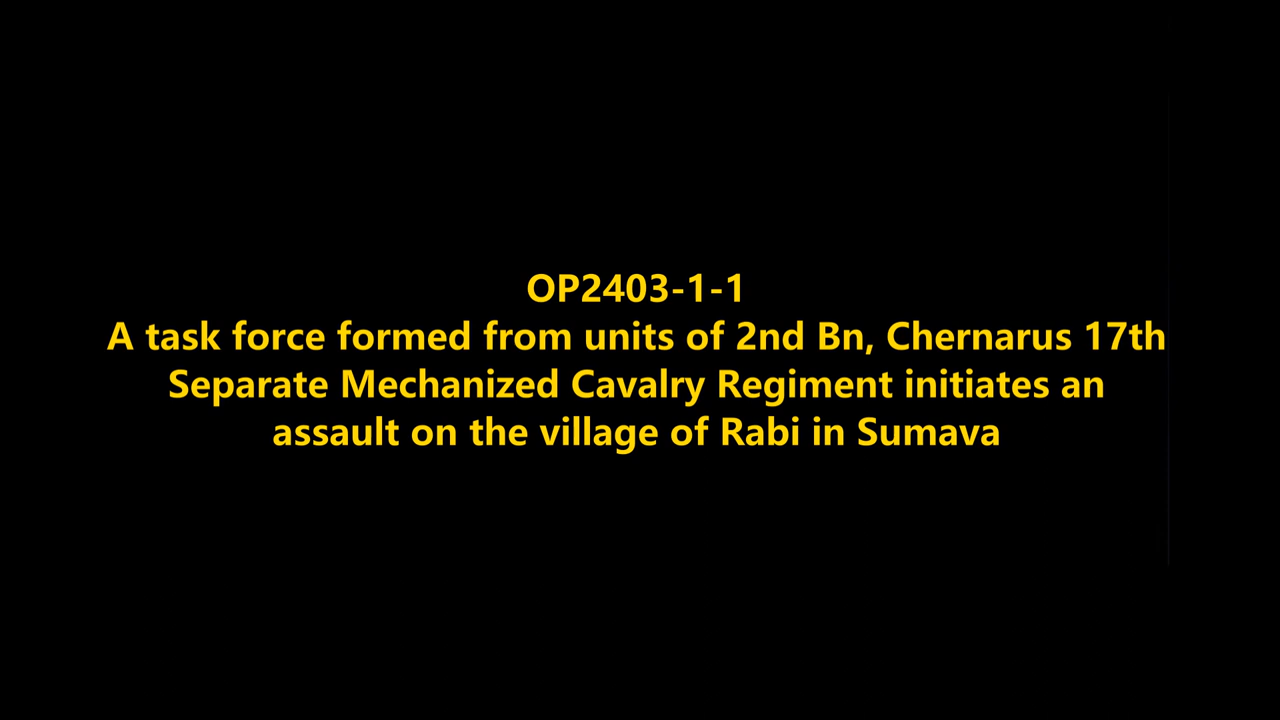 OP2403-1-1
A task force formed from units of 2nd Bn, Chernarus 17th
Separate Mechanized Cavalry Regiment initiates an
assault on the village of Rabi in Sumava